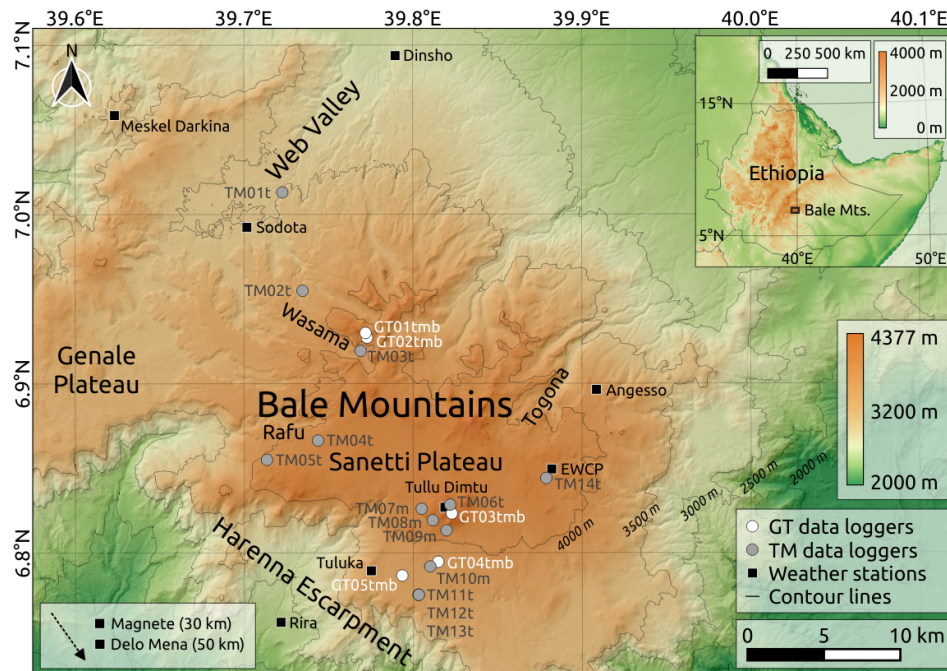 39.6°E
39.7°E
39.8°E
39.9°E
40.0°E
40.1°E
7.1°N
7.0°N
6.9°N
6.8°N
N
Dinsho
Meskel Darkina
Web Valley
TM01t
Sodota
TM02t
Wasama
GT01tmb
GT02tmb
TM03t
Genale
Plateau
Bale Mountains
Togona
Angesso
Rafu
TM04t
TM05t
Sanetti Plateau
EWCP
TM14t
Tullu Dimtu
TM06t
TM07m
GT03tmb
TM08m
TM09m
Harenna Escarpment
Tuluka
GT04tmb
GT05tmb
TM10m
TM11t
TM12t
TM13t
Rira
4000 m
3500 m
3000 m
2500 m
2000 m
Magnete (30 km)
Delo Mena (50 km)
0 250 500 km
4000 m
2000 m
0 m
15°N
Ethiopia
Bale Mts.
5°N
40°E
50°E
4377 m
3200 m
2000 m
GT data loggers
TM data loggers
Weather stations
Contour lines
0 5 10 km